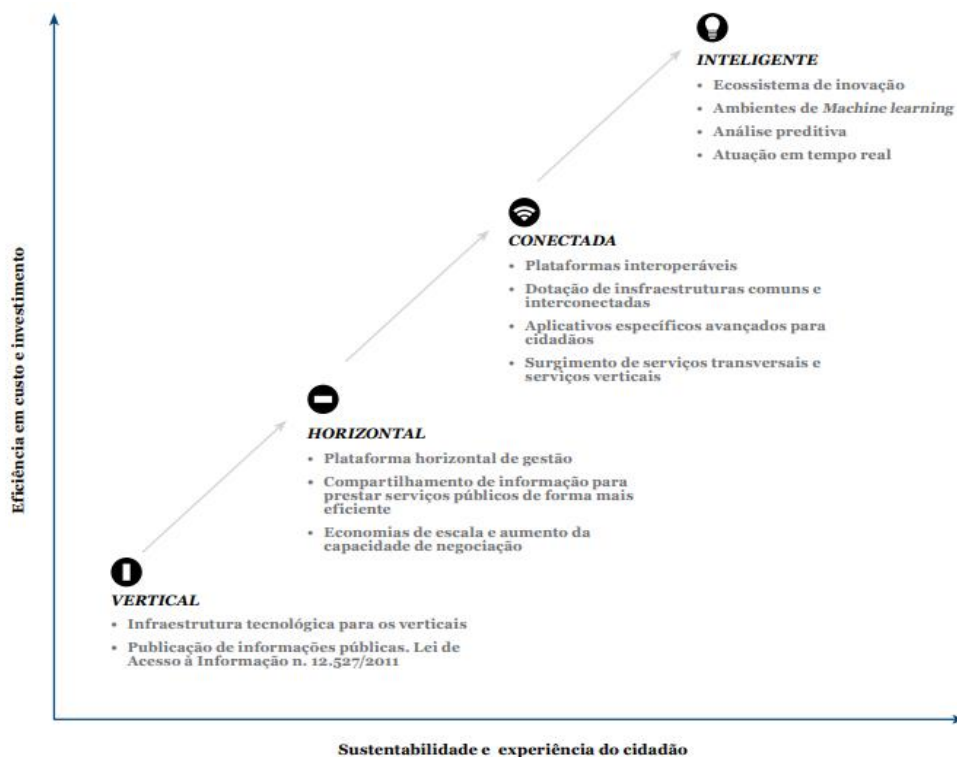 INTELIGENTE
• Ecossistema de inovação
• Ambientes de Machine learning
• Análise preditiva
• Atuação em tempo real
CONECTADA
• Plataformas interoperáveis
• Dotação de insfraestruturas comuns e
interconectadas
• Aplicativos específicos avançados para
cidadãos
• Surgimento de serviços transversais e
serviços verticais
HORIZONTAL
• Plataforma horizontal de gestão
• Compartilhamento de informação para
prestar serviços públicos de forma mais
eficiente
• Economias de escala e aumento da
capacidade de negociação
VERTICAL
• Infraestrutura tecnológica para os verticais
• Publicação de informações públicas. Lei de
Acesso à Informação n. 12.527/2011
Eficiência em custo e investimento
Sustentabilidade e experiência do cidadão